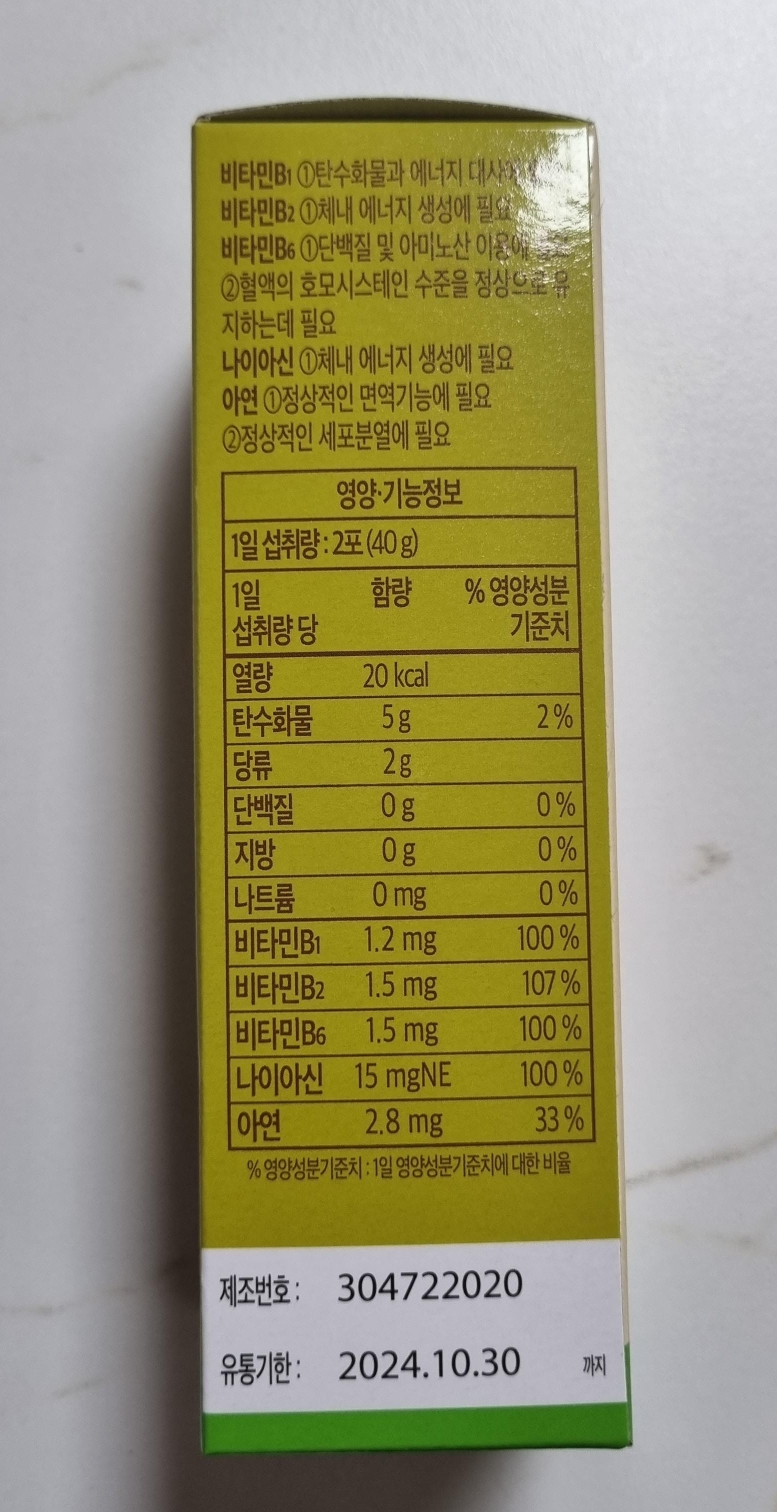 비타민B1 ①탄수화물과 에너지 대사에
비타민B2 ①체내 에너지 생성에 필요
비타민B6 ①단백질 및 아미노산 이용에 필요
②혈액의 호모시스테인 수준을 정상으로 유
지하는데 필요
나이아신 ①체내 에너지 생성에 필요
아연 ①정상적인 면역기능에 필요
②정상적인 세포분열에 필요
영양·기능정보
1일 섭취량 : 2포 (40 g)
1일 함량 % 영양성분
섭취량 당 기준치
열량 20 kcal
탄수화물 5 g 2 %
당류 2 g
단백질 0 g 0 %
지방 0 g 0 %
나트륨 0 mg 0 %
비타민B1 1.2 mg 100 %
비타민B2 1.5 mg 107 %
비타민B6 1.5 mg 100 %
나이아신 15 mgNE 100 %
아연 2.8 mg 33 %
% 영양성분기준치 : 1일 영양성분기준치에 대한 비율
제조번호 : 304722020
유통기한 : 2024.10.30 까지